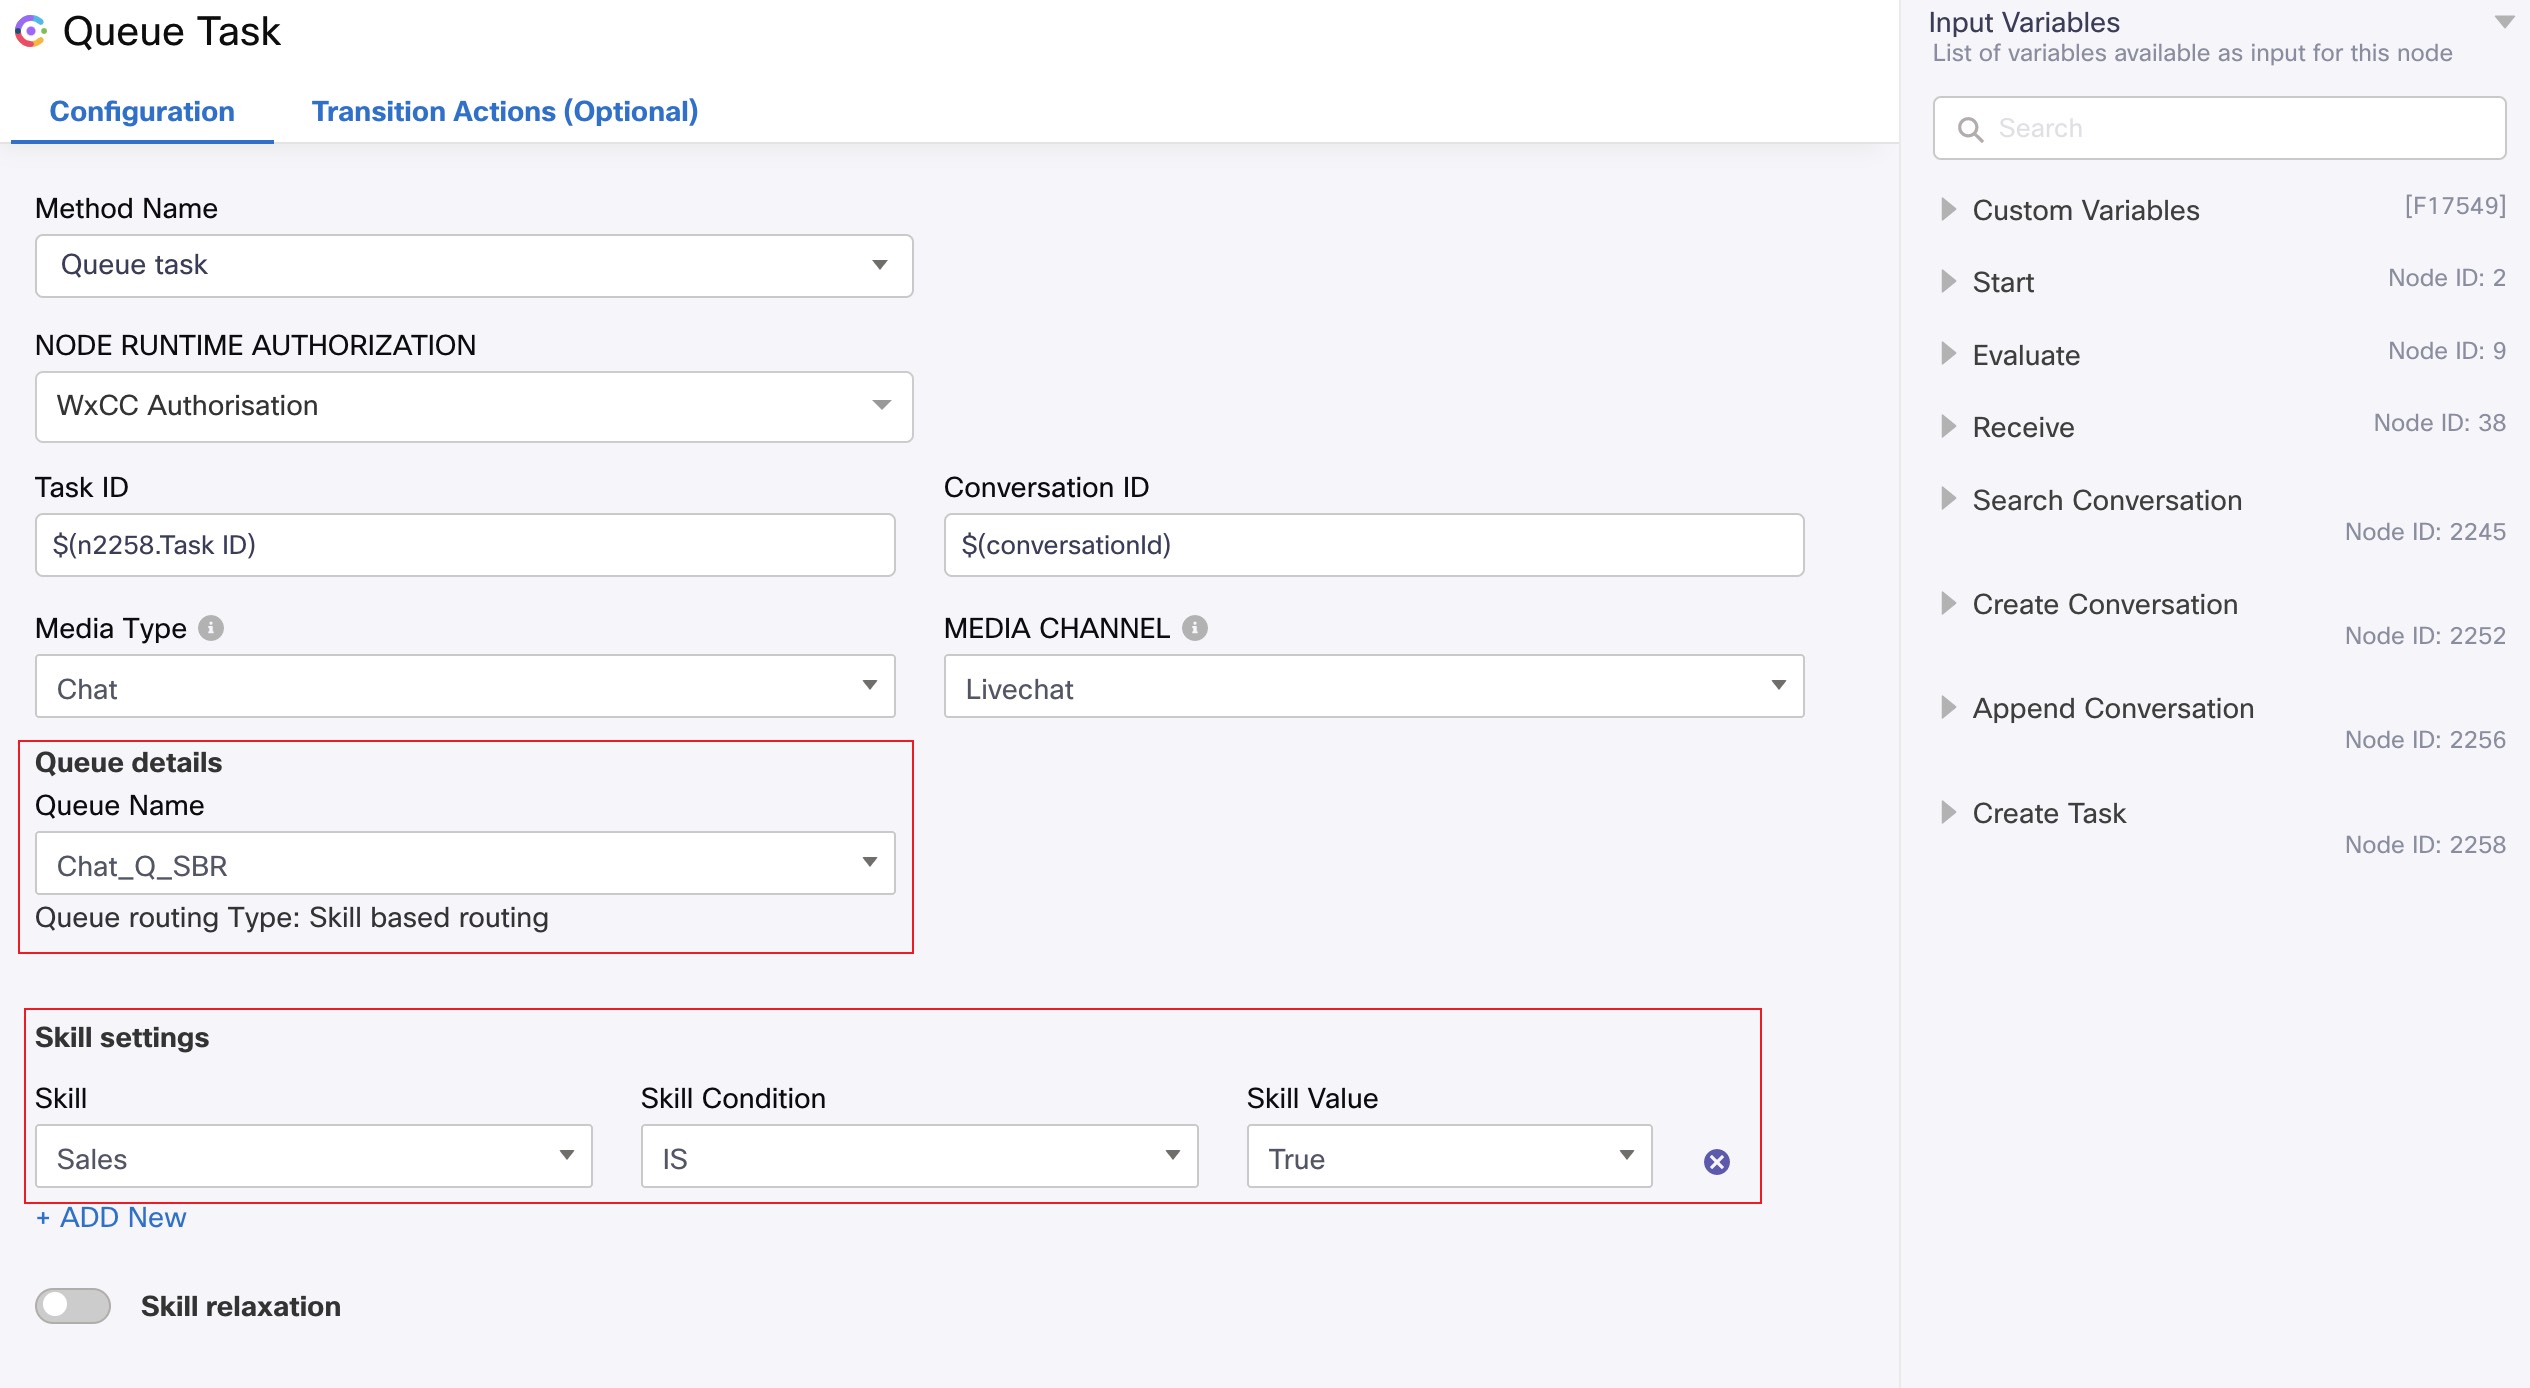 Queue Task
Configuration
Transition Actions (Optional)
Method Name
Queue task
NODE RUNTIME AUTHORIZATION
WxCC Authorisation
Task ID
Conversation ID
$(n2258.Task ID)
$(conversationId)
Media Type
MEDIA CHANNEL
Chat
Livechat
Queue details
Queue Name
Chat_Q_SBR
Queue routing Type: Skill based routing
Skill settings
Skill
Skill Condition
Skill Value
Sales
IS
True
+ ADD New
Skill relaxation
Input Variables
List of variables available as input for this node
Search
Custom Variables [F17549]
Start Node ID: 2
Evaluate Node ID: 9
Receive Node ID: 38
Search Conversation
Node ID: 2245
Create Conversation
Node ID: 2252
Append Conversation
Node ID: 2256
Create Task
Node ID: 2258